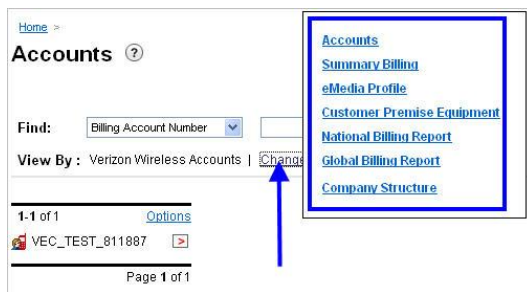 Home >
Accounts ?
Find: Billing Account Number
View By : Verizon Wireless Accounts | Change
1-1 of 1 Options
VEC_TEST_811887 >
Page 1 of 1
Accounts
Summary Billing
eMedia Profile
Customer Premise Equipment
National Billing Report
Global Billing Report
Company Structure